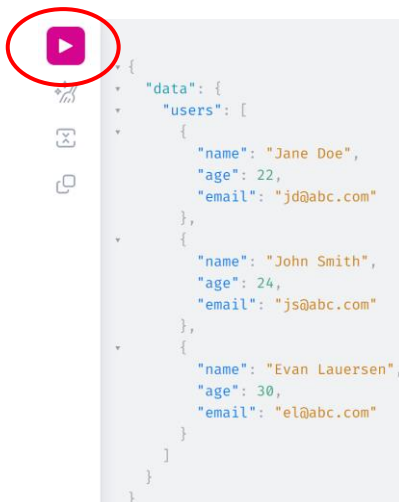 {
"data": {
"users": [
{
"name": "Jane Doe",
"age": 22,
"email": "jd@abc.com"
},
{
"name": "John Smith",
"age": 24,
"email": "js@abc.com"
},
{
"name": "Evan Lauersen",
"age": 30,
"email": "el@abc.com"
}
]
}
}